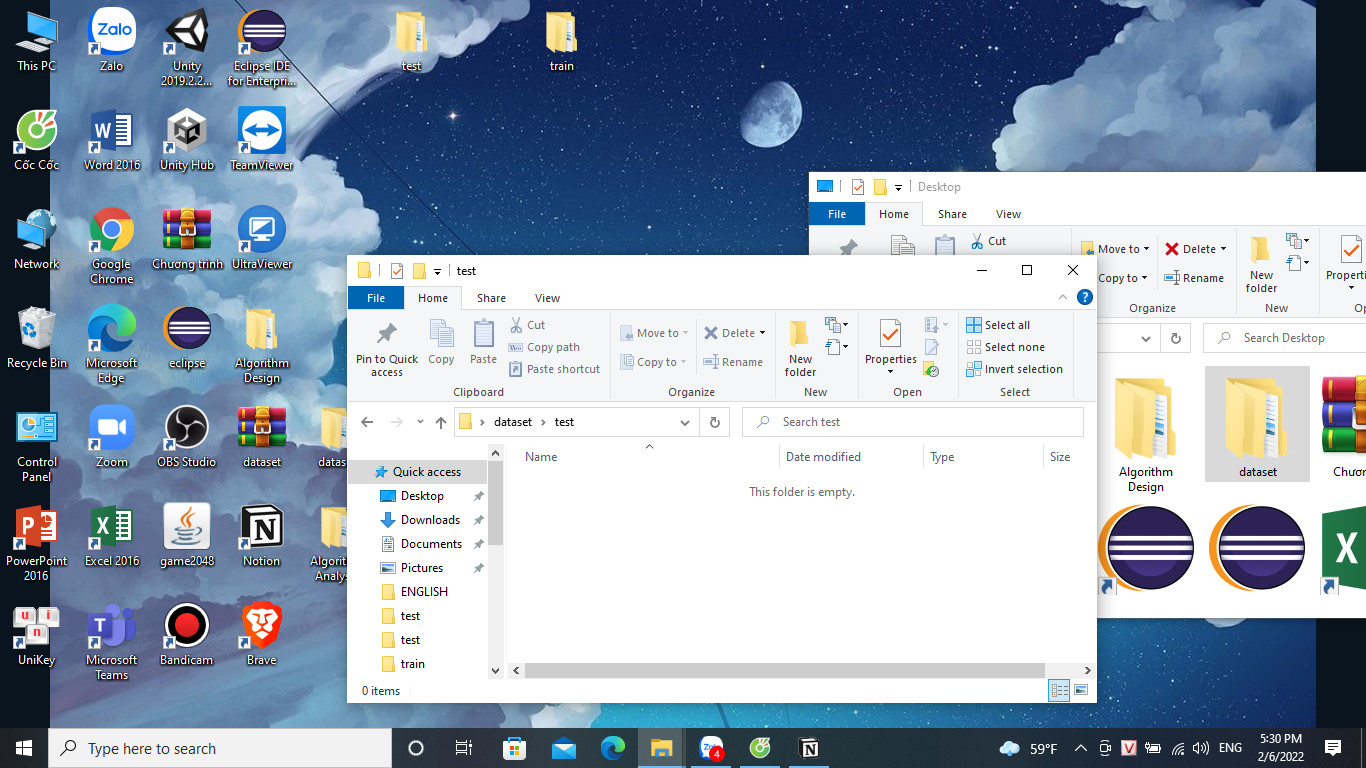 This PC
Zalo
Zalo
Unity
2019.2.2...
Eclipse IDE
for Enterpri...
test
train
Cốc Cốc
Word 2016
Unity Hub
TeamViewer
Network
Google
Chrome
Chương trình
UltraViewer
Recycle Bin
Microsoft
Edge
eclipse
Algorithm
Design
Control
Panel
Zoom
OBS Studio
dataset
datas
PowerPoint
2016
Excel 2016
game2048
Notion
Algorith
Analys
u i
n
UniKey
Microsoft
Teams
Bandicam
Brave
Desktop
File Home Share View
Cut
Move to Delete
Copy to Rename
New
folder
Properti
Organize New Op
Search Desktop
Algorithm
Design
dataset
Chươ
test
File Home Share View
Pin to Quick
access
Copy
Paste
Cut
Copy path
Paste shortcut
Move to Delete
Copy to Rename
New
folder
Properties
Select all
Select none
Invert selection
Clipboard Organize New Open Select
dataset test
Search test
Name Date modified Type Size
This folder is empty.
Quick access
Desktop
Downloads
Documents
Pictures
ENGLISH
test
test
train
0 items
Type here to search
Zalo
4
59°F
V
ENG
5:30 PM
2/6/2022